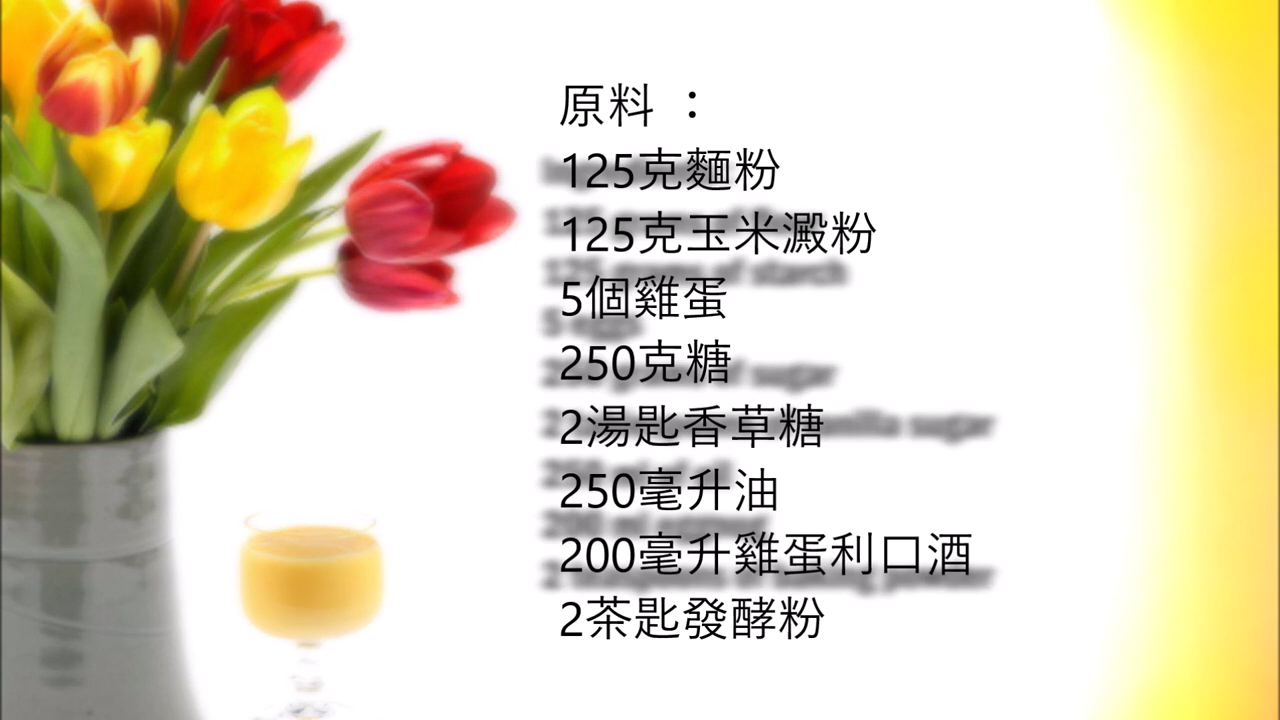 原料 ：
125克麵粉
125克玉米澱粉
5個雞蛋
250克糖
2湯匙香草糖
250毫升油
200毫升雞蛋利口酒
2茶匙發酵粉